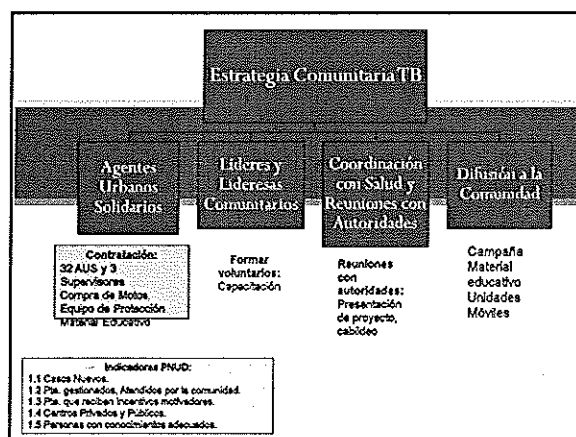 Estrategia Comunitaria TB
Agentes
Urbanos
Solidarios
Líderes y
Lideresas
Comunitarios
Coordinación
con Salud y
Reuniones con
Autoridades
Difusión a la
Comunidad
Contratación:
32 AUS y 3
Supervisores
Compra de Motos,
Equipo de Protección
Material Educativo
Formar
voluntarios:
Capacitación
Reuniones
con
autoridades:
Presentación
de proyecto,
cabildeo
Campaña
Material
educativo
Unidades
Móviles
Indicadores PNUD:
1.1 Casos Nuevos.
1.2 Pte. gestionados, Atendidos por la comunidad.
1.3 Pte. que reciben incentivos motivadores.
1.4 Centros Privados y Públicos.
1.5 Personas con conocimientos adecuados.